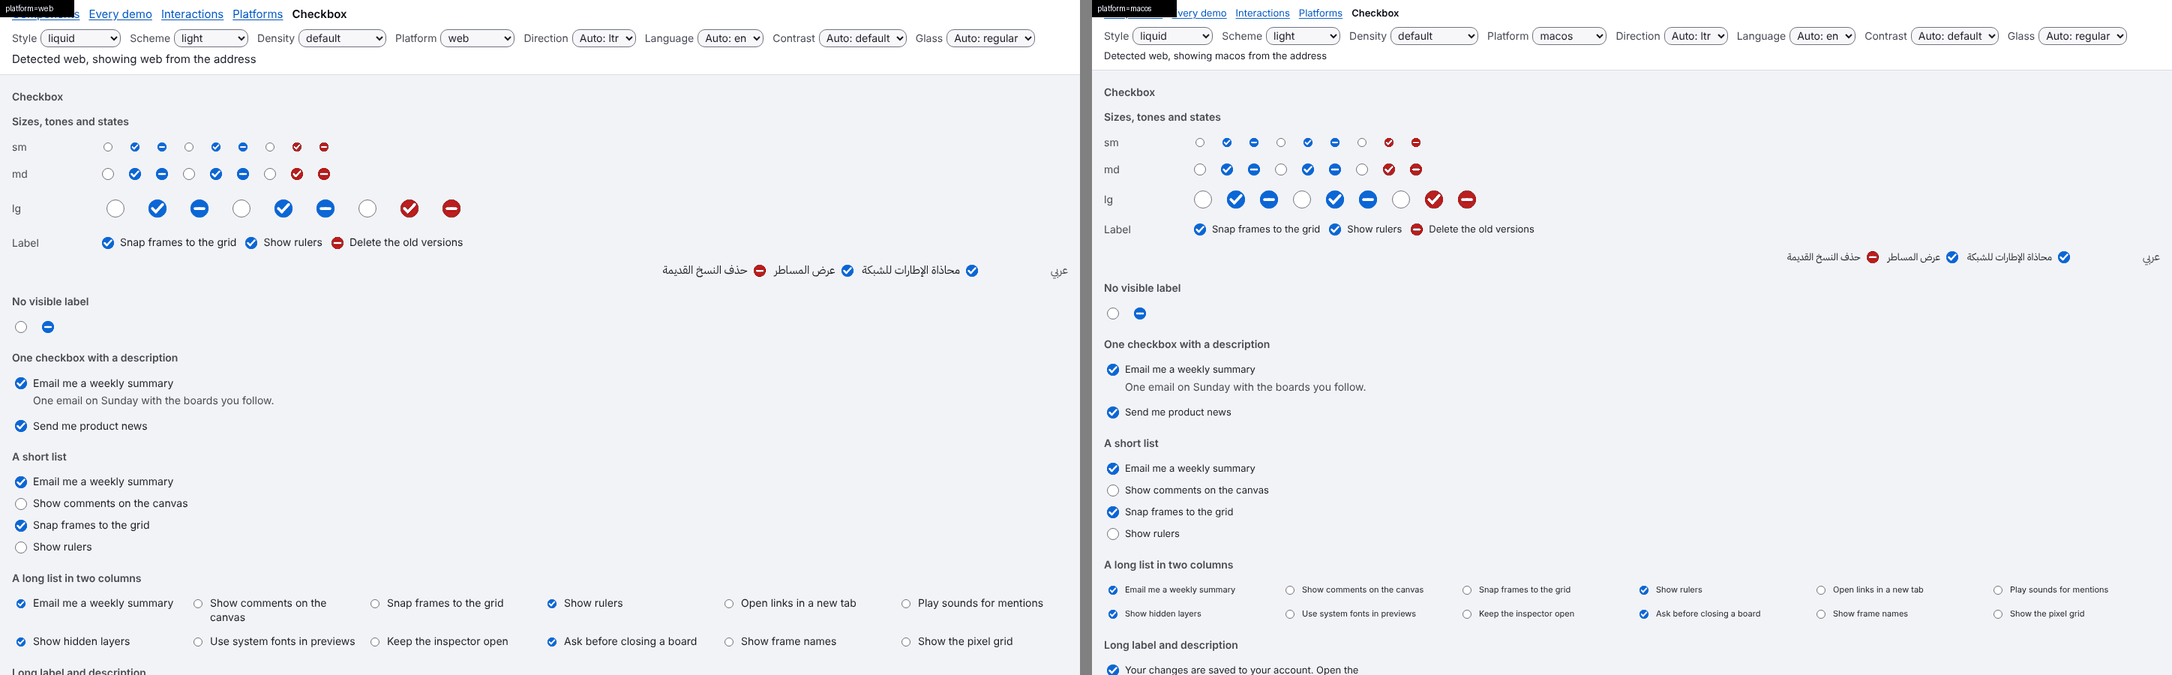 platform=web
Every demo Interactions Platforms Checkbox
Style liquid Scheme light Density default Platform web Direction Auto: ltr Language Auto: en Contrast Auto: default Glass Auto: regular
Detected web, showing web from the address
Checkbox
Sizes, tones and states
sm
md
lg
Label Snap frames to the grid Show rulers Delete the old versions
عربي محاذاة الإطارات للشبكة عرض المساطر حذف النسخ القديمة
No visible label
One checkbox with a description
Email me a weekly summary
One email on Sunday with the boards you follow.
Send me product news
A short list
Email me a weekly summary
Show comments on the canvas
Snap frames to the grid
Show rulers
A long list in two columns
Email me a weekly summary Show comments on the canvas Snap frames to the grid Show rulers Open links in a new tab Play sounds for mentions
Show hidden layers Use system fonts in previews Keep the inspector open Ask before closing a board Show frame names Show the pixel grid
Long label and description
platform=macos
Every demo Interactions Platforms Checkbox
Style liquid Scheme light Density default Platform macos Direction Auto: ltr Language Auto: en Contrast Auto: default Glass Auto: regular
Detected web, showing macos from the address
Checkbox
Sizes, tones and states
sm
md
lg
Label Snap frames to the grid Show rulers Delete the old versions
عربي محاذاة الإطارات للشبكة عرض المساطر حذف النسخ القديمة
No visible label
One checkbox with a description
Email me a weekly summary
One email on Sunday with the boards you follow.
Send me product news
A short list
Email me a weekly summary
Show comments on the canvas
Snap frames to the grid
Show rulers
A long list in two columns
Email me a weekly summary Show comments on the canvas Snap frames to the grid Show rulers Open links in a new tab Play sounds for mentions
Show hidden layers Use system fonts in previews Keep the inspector open Ask before closing a board Show frame names Show the pixel grid
Long label and description
Your changes are saved to your account. Open the